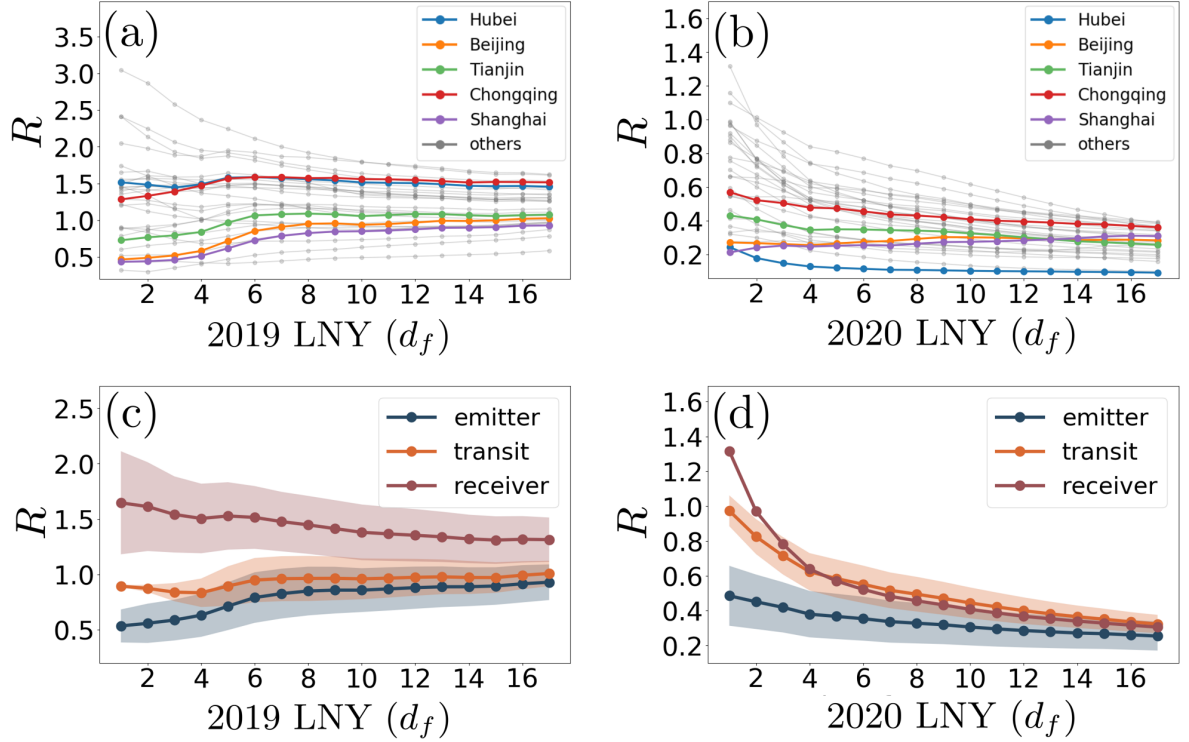 (a)
R
3.5
3.0
2.5
2.0
1.5
1.0
0.5
Hubei
Beijing
Tianjin
Chongqing
Shanghai
others
2 4 6 8 10 12 14 16
2019 LNY (d_f)
(b)
R
1.6
1.4
1.2
1.0
0.8
0.6
0.4
0.2
Hubei
Beijing
Tianjin
Chongqing
Shanghai
others
2 4 6 8 10 12 14 16
2020 LNY (d_f)
(c)
R
2.5
2.0
1.5
1.0
0.5
emitter
transit
receiver
2 4 6 8 10 12 14 16
2019 LNY (d_f)
(d)
R
1.6
1.4
1.2
1.0
0.8
0.6
0.4
0.2
emitter
transit
receiver
2 4 6 8 10 12 14 16
2020 LNY (d_f)